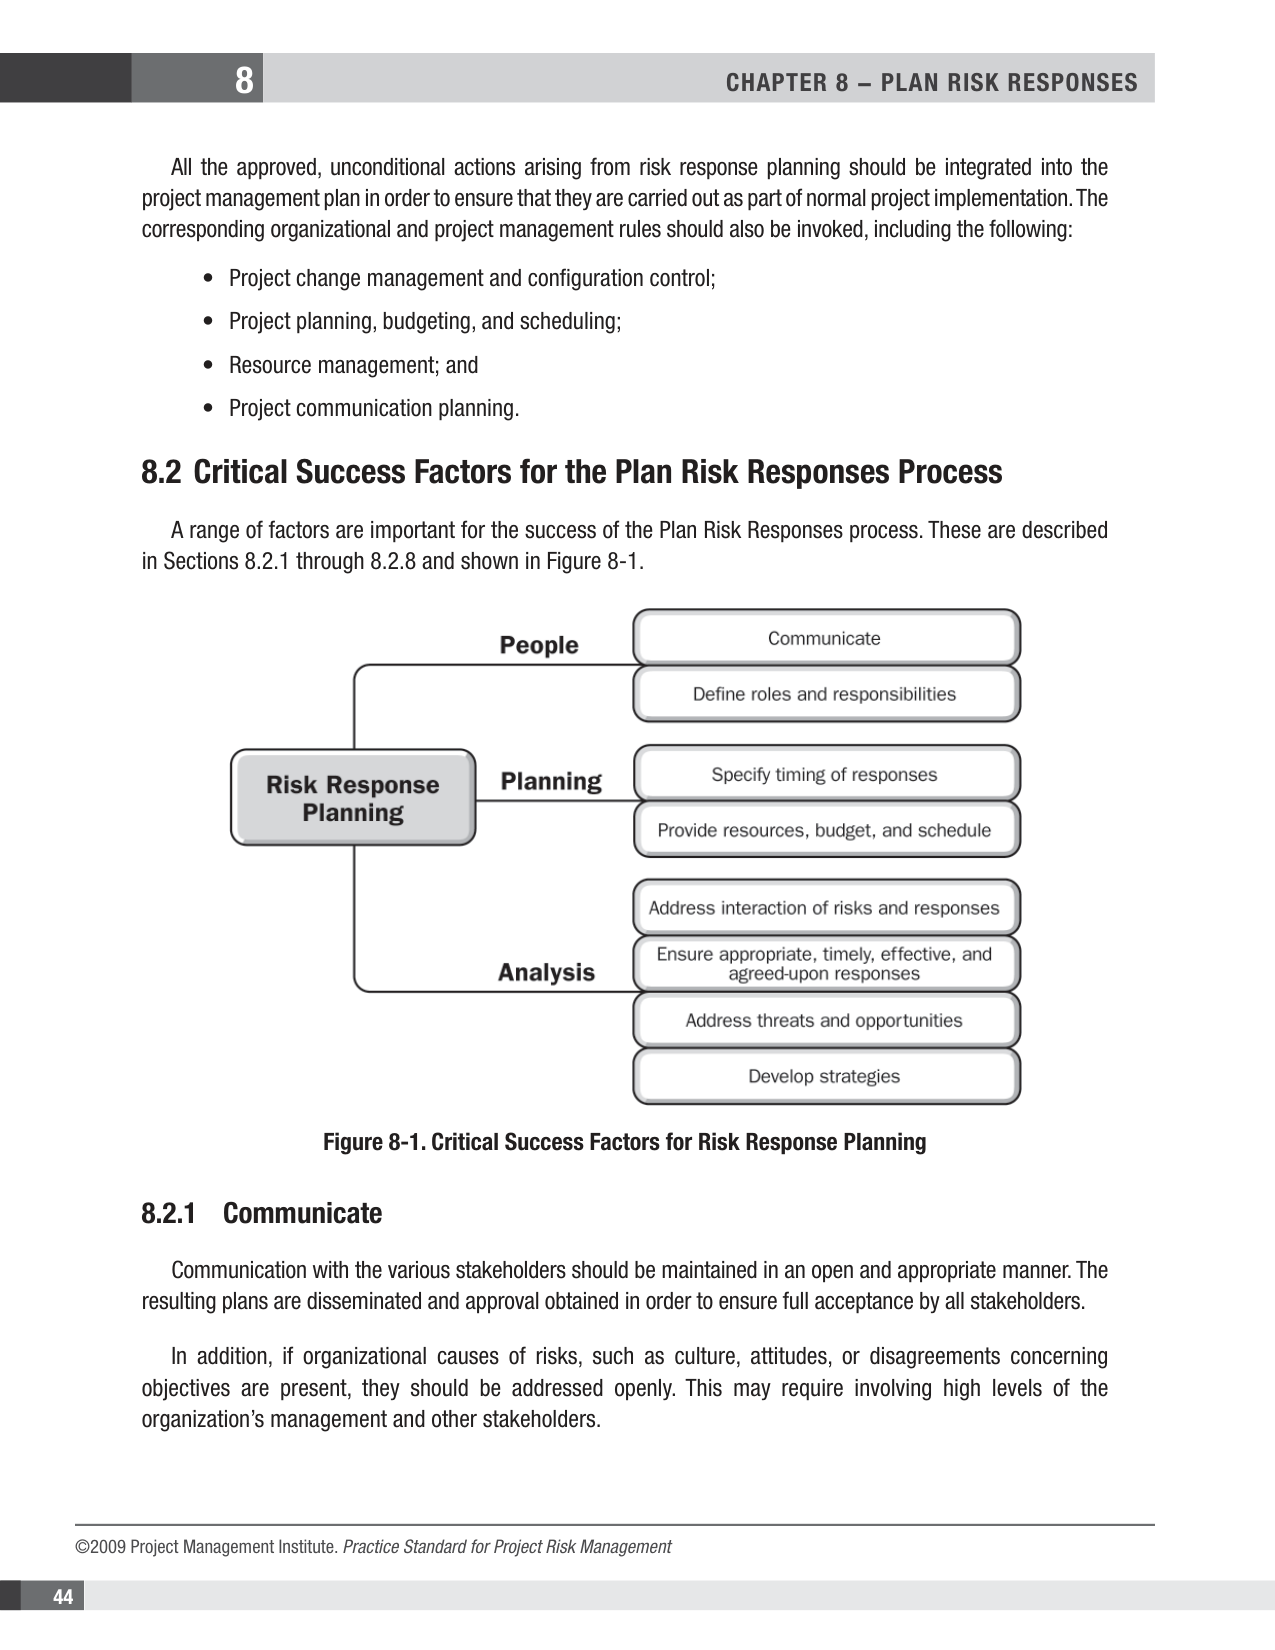 8
CHAPTER 8 – PLAN RISK RESPONSES
All the approved, unconditional actions arising from risk response planning should be integrated into the
project management plan in order to ensure that they are carried out as part of normal project implementation. The
corresponding organizational and project management rules should also be invoked, including the following:
• Project change management and configuration control;
• Project planning, budgeting, and scheduling;
• Resource management; and
• Project communication planning.
8.2 Critical Success Factors for the Plan Risk Responses Process
A range of factors are important for the success of the Plan Risk Responses process. These are described
in Sections 8.2.1 through 8.2.8 and shown in Figure 8-1.
Risk Response
Planning
People
Communicate
Define roles and responsibilities
Planning
Specify timing of responses
Provide resources, budget, and schedule
Analysis
Address interaction of risks and responses
Ensure appropriate, timely, effective, and
agreed-upon responses
Address threats and opportunities
Develop strategies
Figure 8-1. Critical Success Factors for Risk Response Planning
8.2.1 Communicate
Communication with the various stakeholders should be maintained in an open and appropriate manner. The
resulting plans are disseminated and approval obtained in order to ensure full acceptance by all stakeholders.
In addition, if organizational causes of risks, such as culture, attitudes, or disagreements concerning
objectives are present, they should be addressed openly. This may require involving high levels of the
organization’s management and other stakeholders.
©2009 Project Management Institute. Practice Standard for Project Risk Management
44